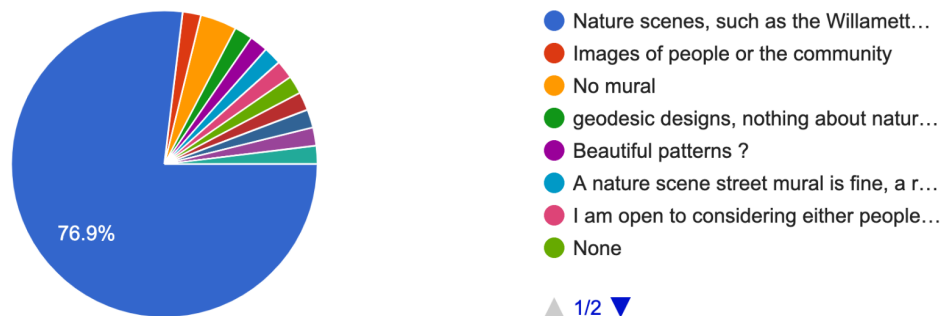 Nature scenes, such as the Willamett…
Images of people or the community
No mural
geodesic designs, nothing about natur…
Beautiful patterns ?
A nature scene street mural is fine, a r…
I am open to considering either people…
None
1/2
76.9%